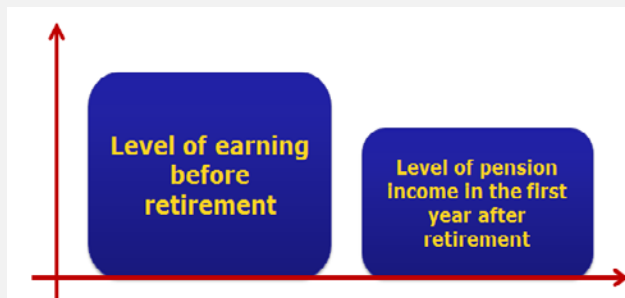 Level of earning
before
retirement
Level of pension
income in the first
year after
retirement